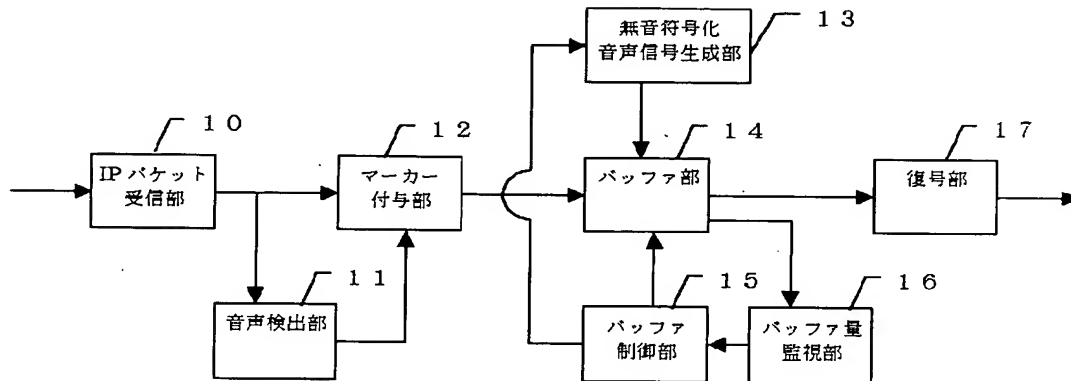 13
無音符号化
音声信号生成部
10
IPパケット
受信部
12
マーカー
付与部
14
バッファ部
17
復号部
11
音声検出部
15
バッファ
制御部
16
バッファ量
監視部